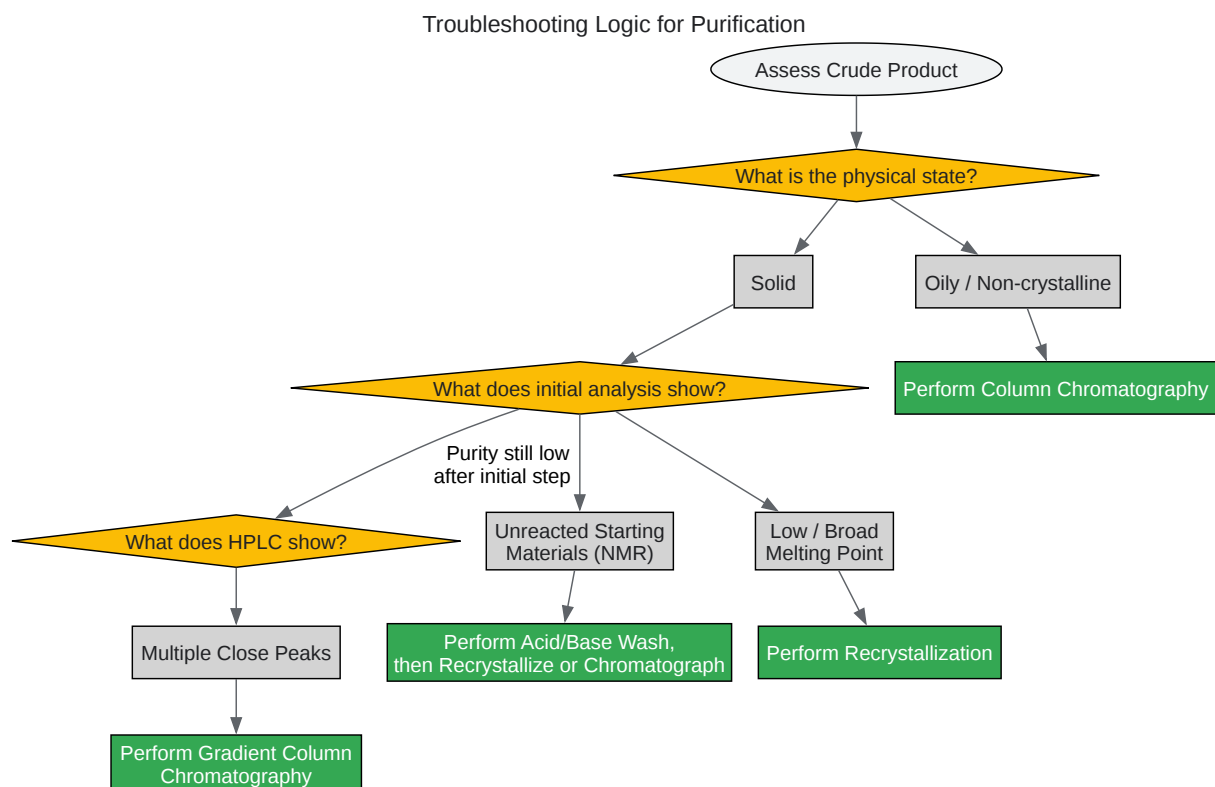 Troubleshooting Logic for Purification
Assess Crude Product
What is the physical state?
Solid
Oily / Non-crystalline
What does initial analysis show?
Perform Column Chromatography
Purity still low
after initial step
What does HPLC show?
Unreacted Starting
Materials (NMR)
Low / Broad
Melting Point
Multiple Close Peaks
Perform Acid/Base Wash,
then Recrystallize or Chromatograph
Perform Recrystallization
Perform Gradient Column
Chromatography